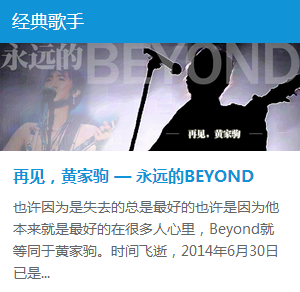 经典歌手
永远的BEYOND
再见，黄家驹
再见，黄家驹 — 永远的BEYOND
也许因为是失去的总是最好的也许是因为他
本来就是最好的在很多人心里，Beyond就
等同于黄家驹。时间飞逝，2014年6月30日
已是...